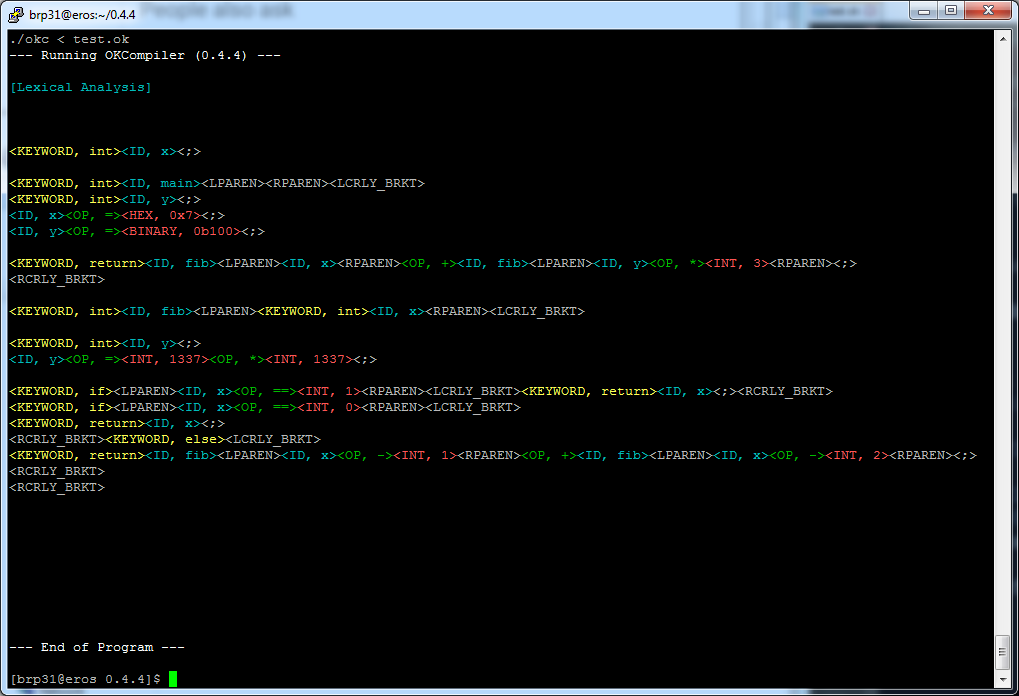 brp31@eros:~/0.4.4
People also ask
./okc < test.ok
--- Running OKCompiler (0.4.4) ---
[Lexical Analysis]
<KEYWORD, int><ID, x><;>
<KEYWORD, int><ID, main><LPAREN><RPAREN><LCRLY_BRKT>
<KEYWORD, int><ID, y><;>
<ID, x><OP, =><HEX, 0x7><;>
<ID, y><OP, =><BINARY, 0b100><;>
<KEYWORD, return><ID, fib><LPAREN><ID, x><RPAREN><OP, +><ID, fib><LPAREN><ID, y><OP, *><INT, 3><RPAREN><;>
<RCRLY_BRKT>
<KEYWORD, int><ID, fib><LPAREN><KEYWORD, int><ID, x><RPAREN><LCRLY_BRKT>
<KEYWORD, int><ID, y><;>
<ID, y><OP, =><INT, 1337><OP, *><INT, 1337><;>
<KEYWORD, if><LPAREN><ID, x><OP, ==><INT, 1><RPAREN><LCRLY_BRKT><KEYWORD, return><ID, x><;><RCRLY_BRKT>
<KEYWORD, if><LPAREN><ID, x><OP, ==><INT, 0><RPAREN><LCRLY_BRKT>
<KEYWORD, return><ID, x><;>
<RCRLY_BRKT><KEYWORD, else><LCRLY_BRKT>
<KEYWORD, return><ID, fib><LPAREN><ID, x><OP, -><INT, 1><RPAREN><OP, +><ID, fib><LPAREN><ID, x><OP, -><INT, 2><RPAREN><;>
<RCRLY_BRKT>
<RCRLY_BRKT>
--- End of Program ---
[brp31@eros 0.4.4]$